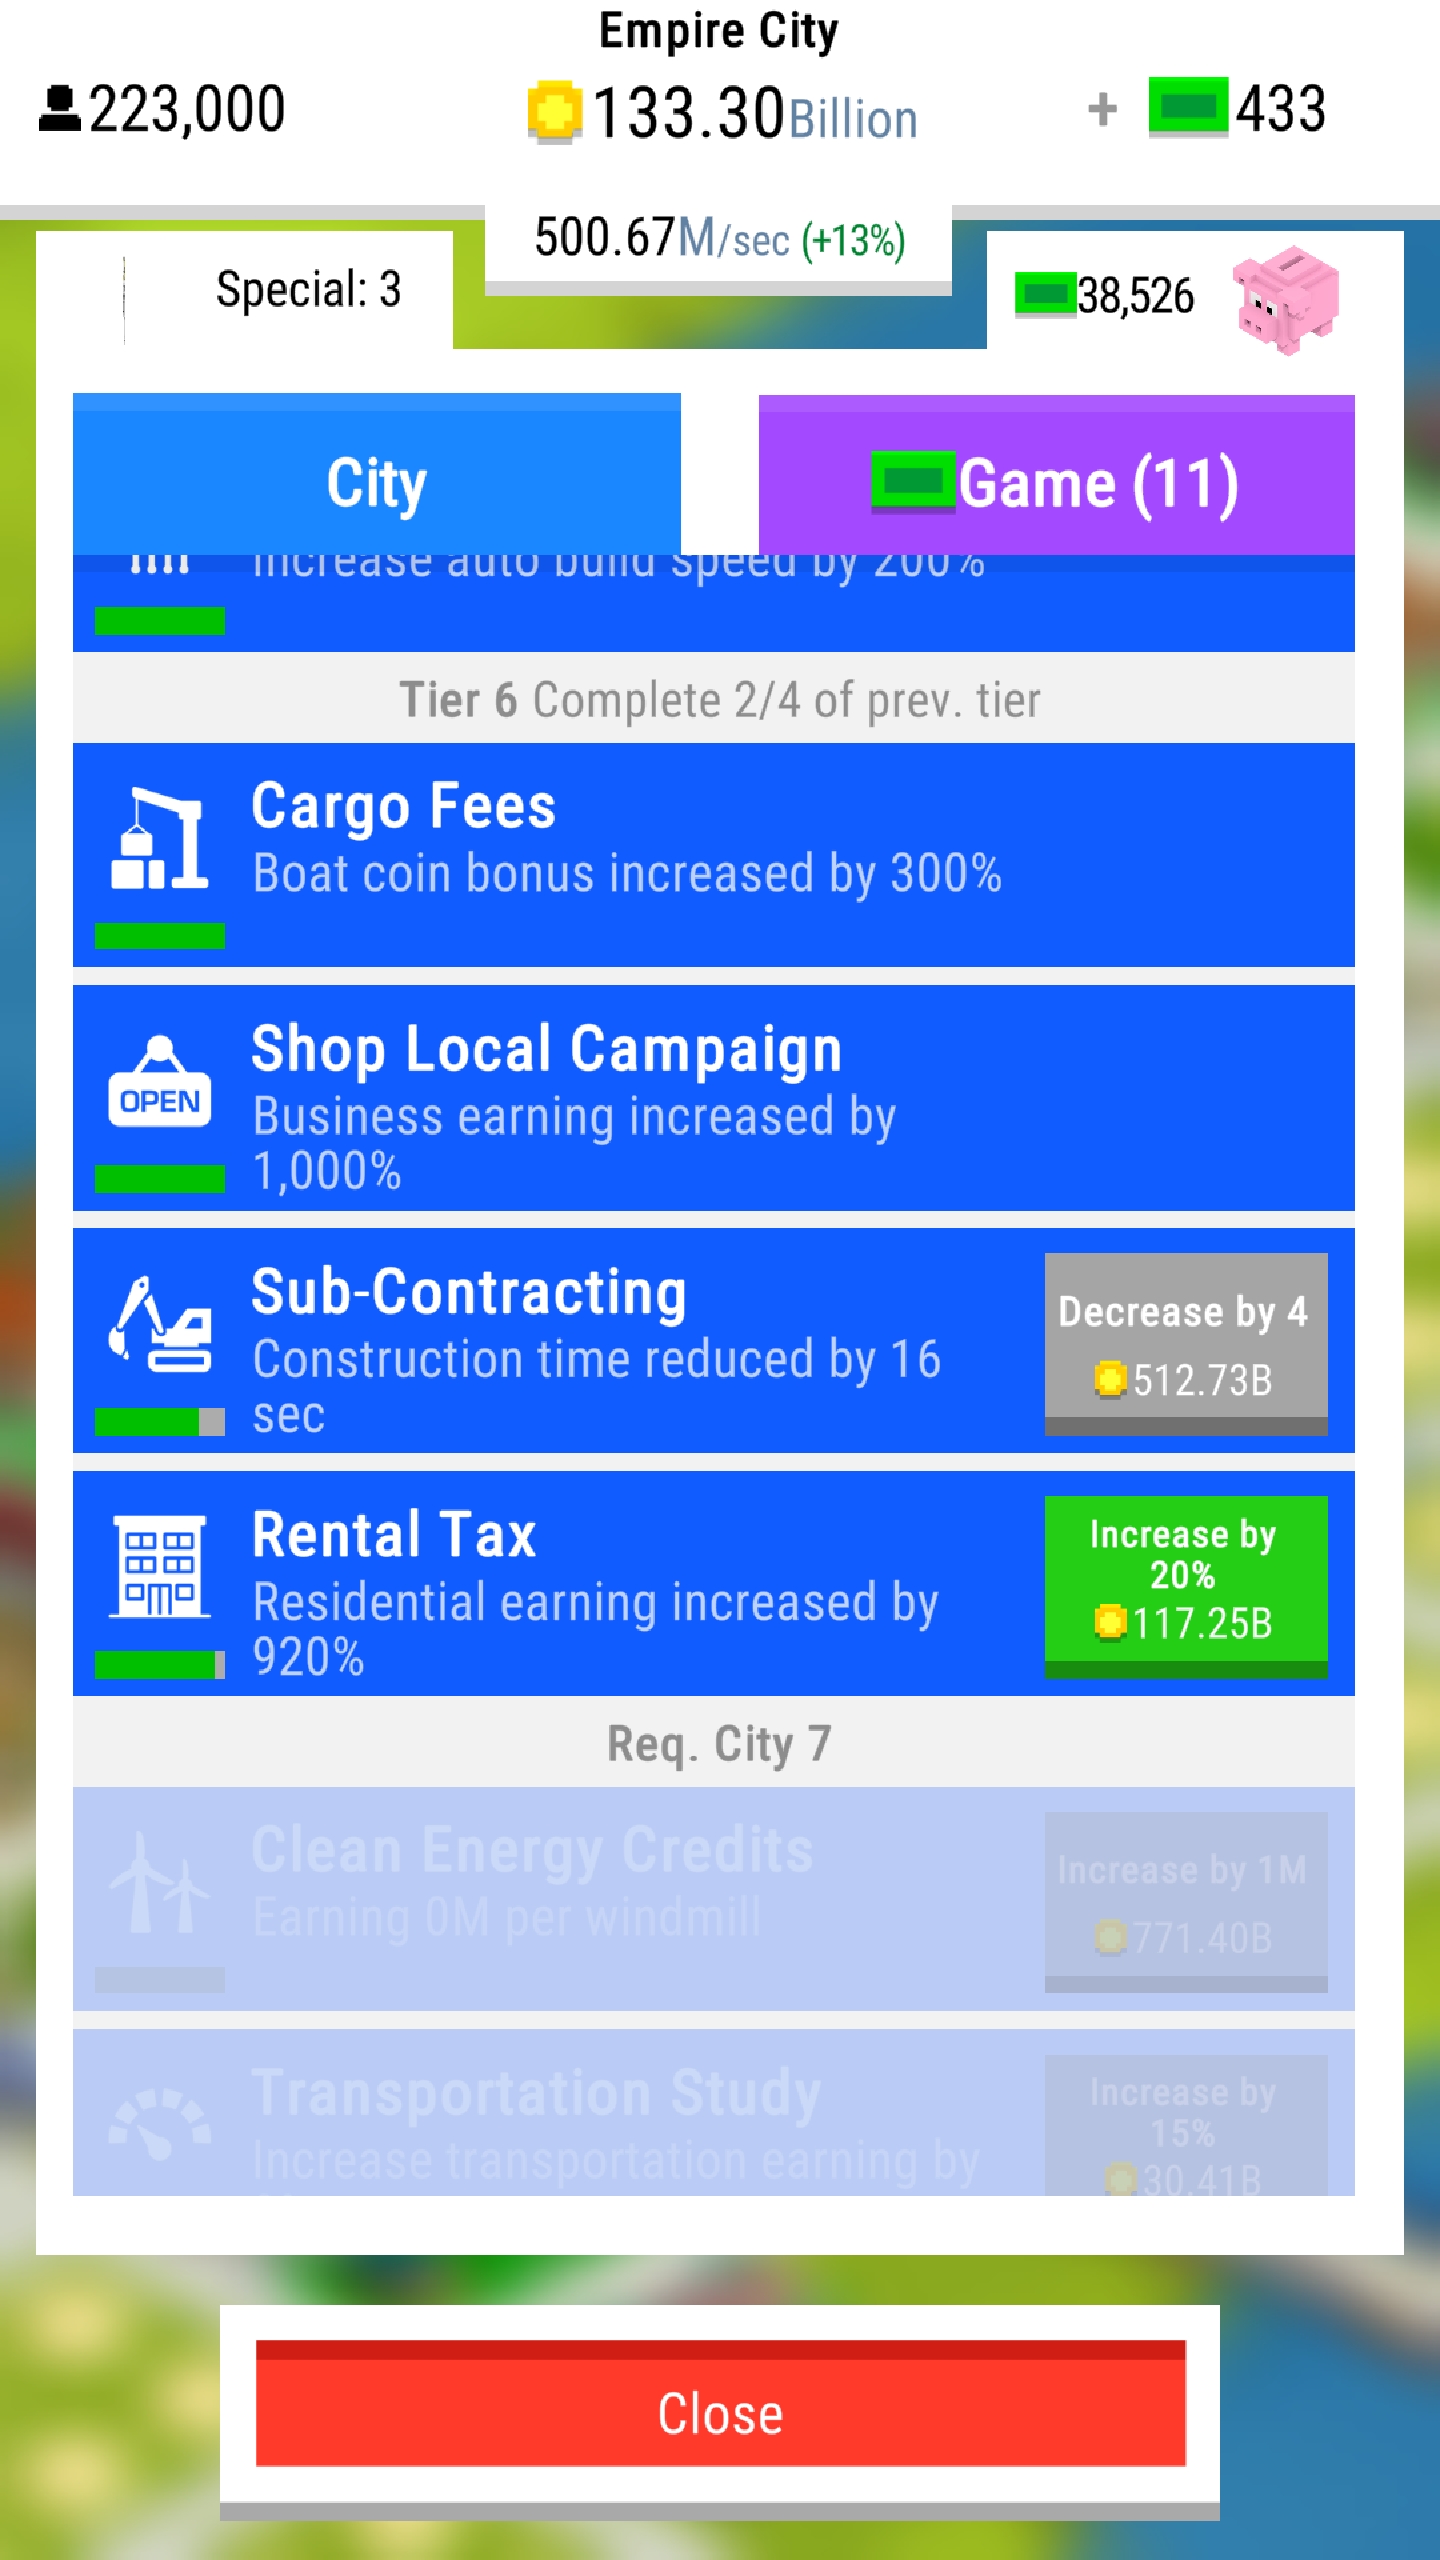 Empire City
223,000
133.30Billion
+ 433
500.67M/sec (+13%)
Special: 3
38,526
City
Game (11)
Increase auto build speed by 200%
Tier 6 Complete 2/4 of prev. tier
Cargo Fees
Boat coin bonus increased by 300%
OPEN
Shop Local Campaign
Business earning increased by
1,000%
Sub-Contracting
Construction time reduced by 16
sec
Decrease by 4
512.73B
Rental Tax
Residential earning increased by
920%
Increase by
20%
117.25B
Req. City 7
Clean Energy Credits
Earning 0M per windmill
Increase by 1M
771.40B
Transportation Study
Increase transportation earning by
Increase by
15%
30.41B
Close